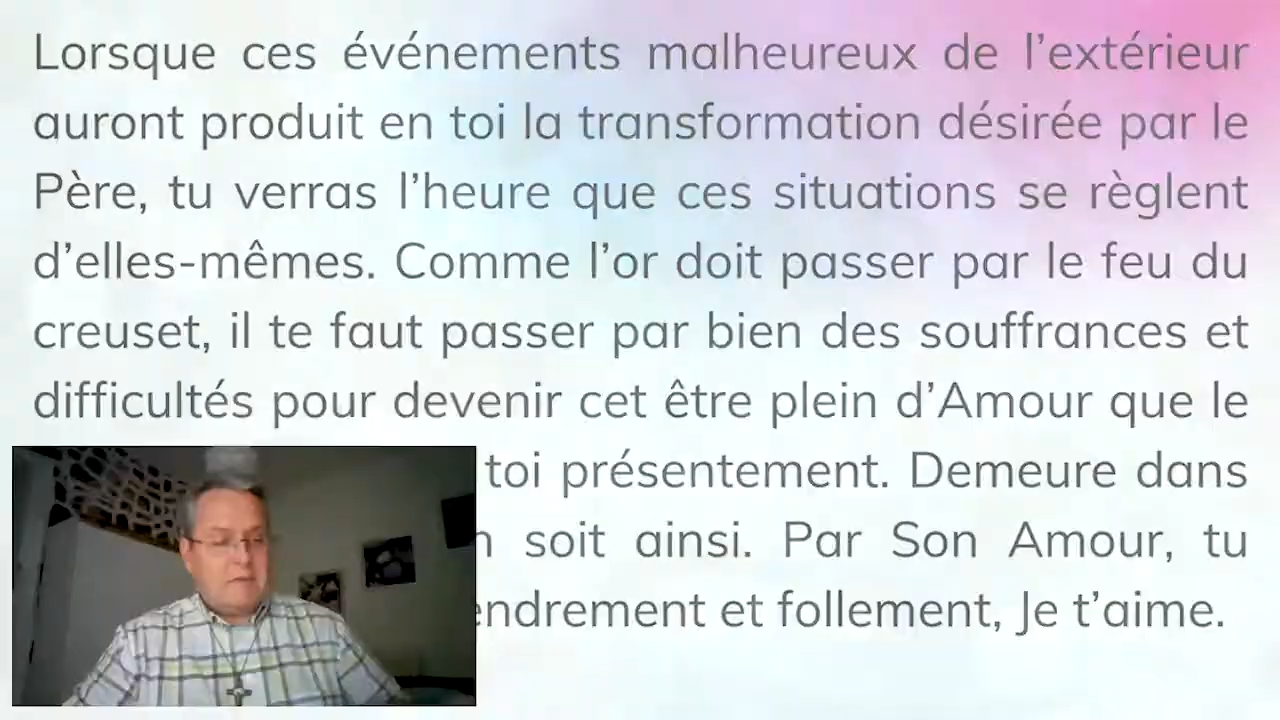 Lorsque ces événements malheureux de l’extérieur
auront produit en toi la transformation désirée par le
Père, tu verras l’heure que ces situations se règlent
d’elles-mêmes. Comme l’or doit passer par le feu du
creuset, il te faut passer par bien des souffrances et
difficultés pour devenir cet être plein d’Amour que le
toi présentement. Demeure dans
soit ainsi. Par Son Amour, tu
et follement, Je t’aime.